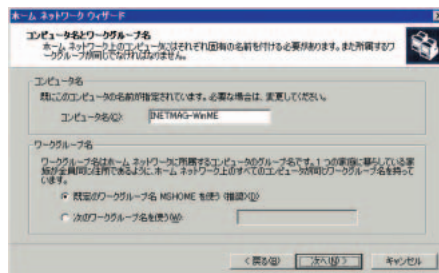 ホーム ネットワーク ウィザード
コンピュータ名とワークグループ名
ホーム ネットワーク上のコンピュータにはそれぞれ固有の名前を付ける必要があります。また所属するワ
ークグループが同じでなければなりません。
コンピュータ名
既にこのコンピュータの名前が指定されています。必要な場合は、変更してください。
コンピュータ名(C):
INETMAG-WinME
ワークグループ名
ワークグループ名はホーム ネットワークに所属するコンピュータのグループ名です。1 つの家庭に暮らしている家
族が全員同じ住所であるように、ホーム ネットワーク上のすべてのコンピュータが同じワークグループ名を持って
います。
既定のワークグループ名 MSHOME を使う (推奨)(D)
次のワークグループ名を使う(W):
< 戻る(B)
次へ(N) >
キャンセル